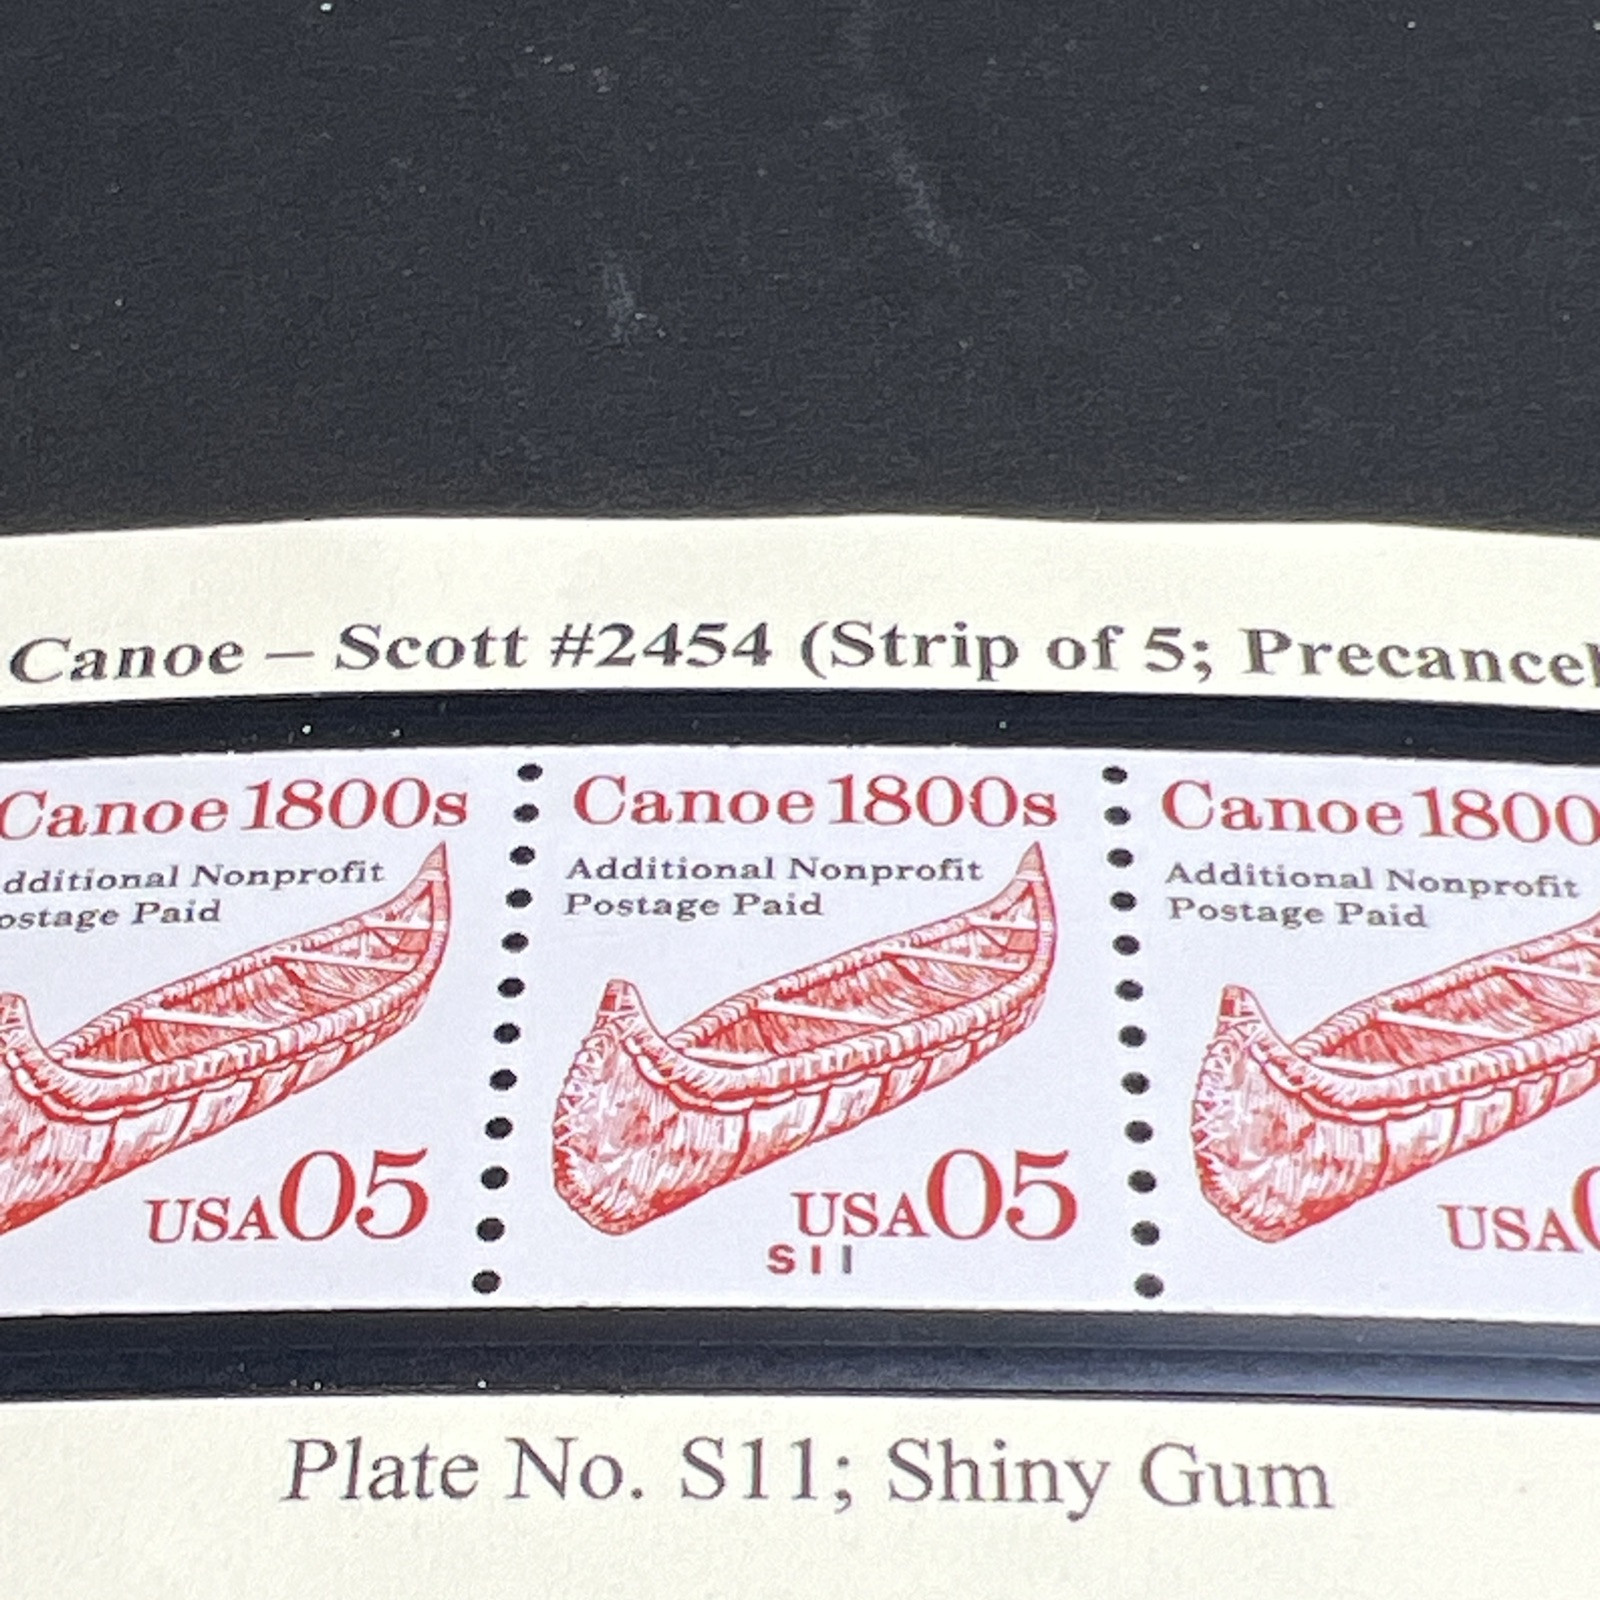 Canoe – Scott #2454 (Strip of 5; Precancel
Canoe 1800s
dditional Nonprofit
ostage Paid
USA05
Canoe 1800s
Additional Nonprofit
Postage Paid
USA05
S11
Canoe 1800
Additional Nonprofit
Postage Paid
USA0
Plate No. S11; Shiny Gum